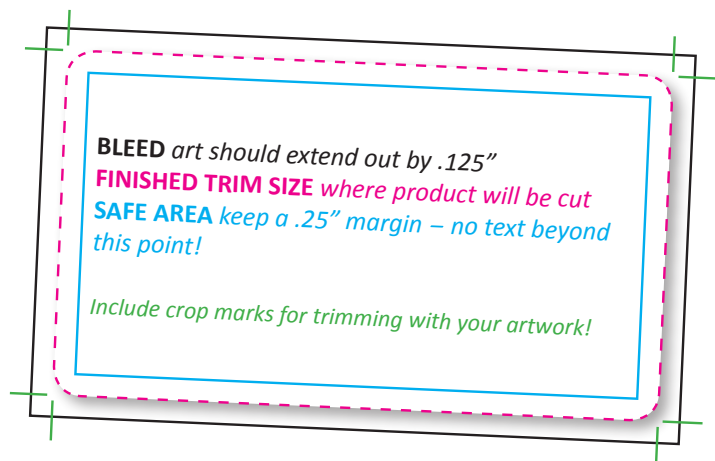 BLEED art should extend out by .125”
FINISHED TRIM SIZE where product will be cut
SAFE AREA keep a .25” margin – no text beyond
this point!
Include crop marks for trimming with your artwork!